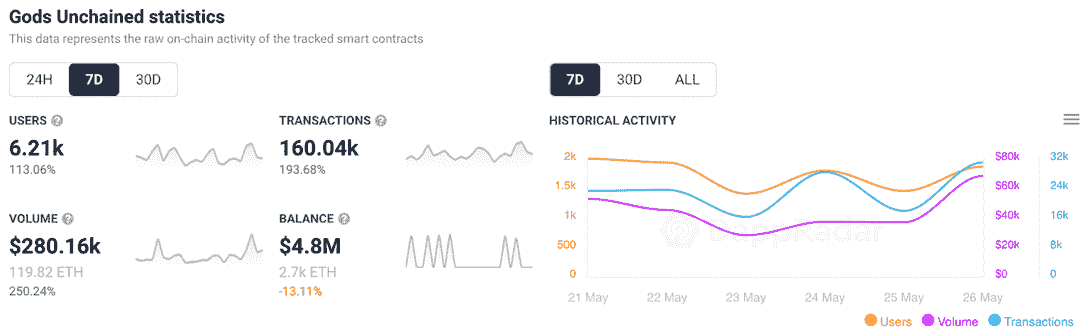 Gods Unchained statistics
This data represents the raw on-chain activity of the tracked smart contracts
24H 7D 30D
7D 30D ALL
USERS
6.21k
113.06%
TRANSACTIONS
160.04k
193.68%
VOLUME
$280.16k
119.82 ETH
250.24%
BALANCE
$4.8M
2.7k ETH
-13.11%
HISTORICAL ACTIVITY
2k $80k 32k
1.5k $60k 24k
1k $40k 16k
500 $20k 8k
0 $0 0
21 May 22 May 23 May 24 May 25 May 26 May
Users Volume Transactions